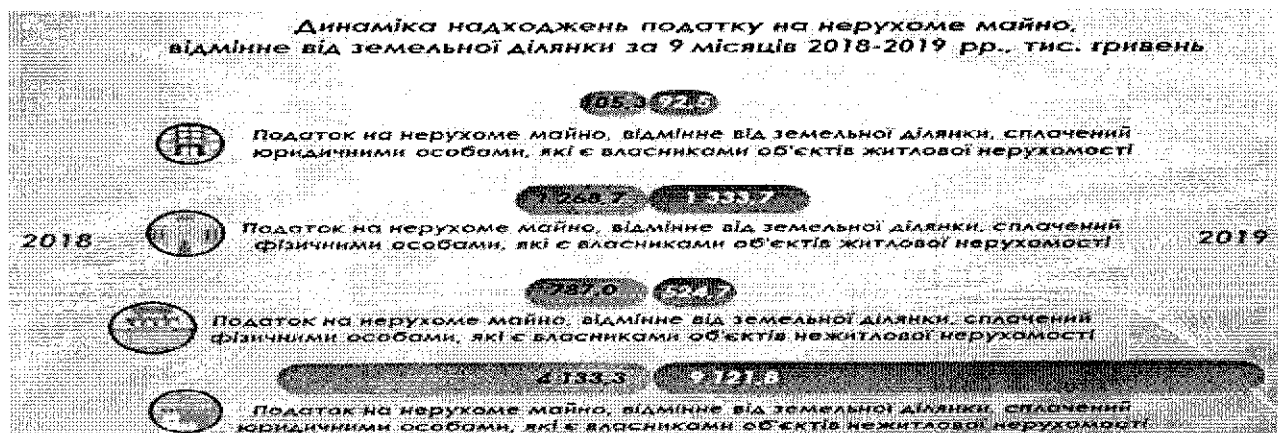 Динаміка надходжень податку на нерухоме майно,
відмінне від земельної ділянки за 9 місяців 2018-2019 рр., тис. гривень
105,3 92,5
Податок на нерухоме майно, відмінне від земельної ділянки, сплачений
юридичними особами, які є власниками об'єктів житлової нерухомості
1 268,7 1 333,7
2018
Податок на нерухоме майно, відмінне від земельної ділянки, сплачений
фізичними особами, які є власниками об'єктів житлової нерухомості
2019
787,0
Податок на нерухоме майно, відмінне від земельної ділянки, сплачений
фізичними особами, які є власниками об'єктів нежитлової нерухомості
4 133,3 9 121,8
Податок на нерухоме майно, відмінне від земельної ділянки, сплачений
юридичними особами, які є власниками об'єктів нежитлової нерухомості